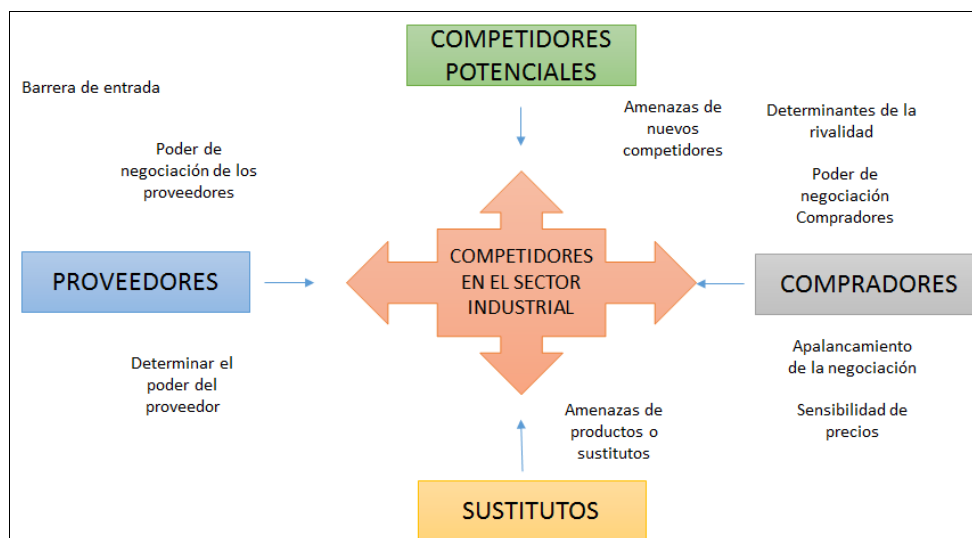 COMPETIDORES
POTENCIALES
Barrera de entrada
Amenazas de
nuevos
competidores
Determinantes de la
rivalidad
Poder de
negociación de los
proveedores
Poder de
negociación
Compradores
PROVEEDORES
COMPETIDORES
EN EL SECTOR
INDUSTRIAL
COMPRADORES
Determinar el
poder del
proveedor
Apalancamiento
de la negociación
Sensibilidad de
precios
Amenazas de
productos o
sustitutos
SUSTITUTOS